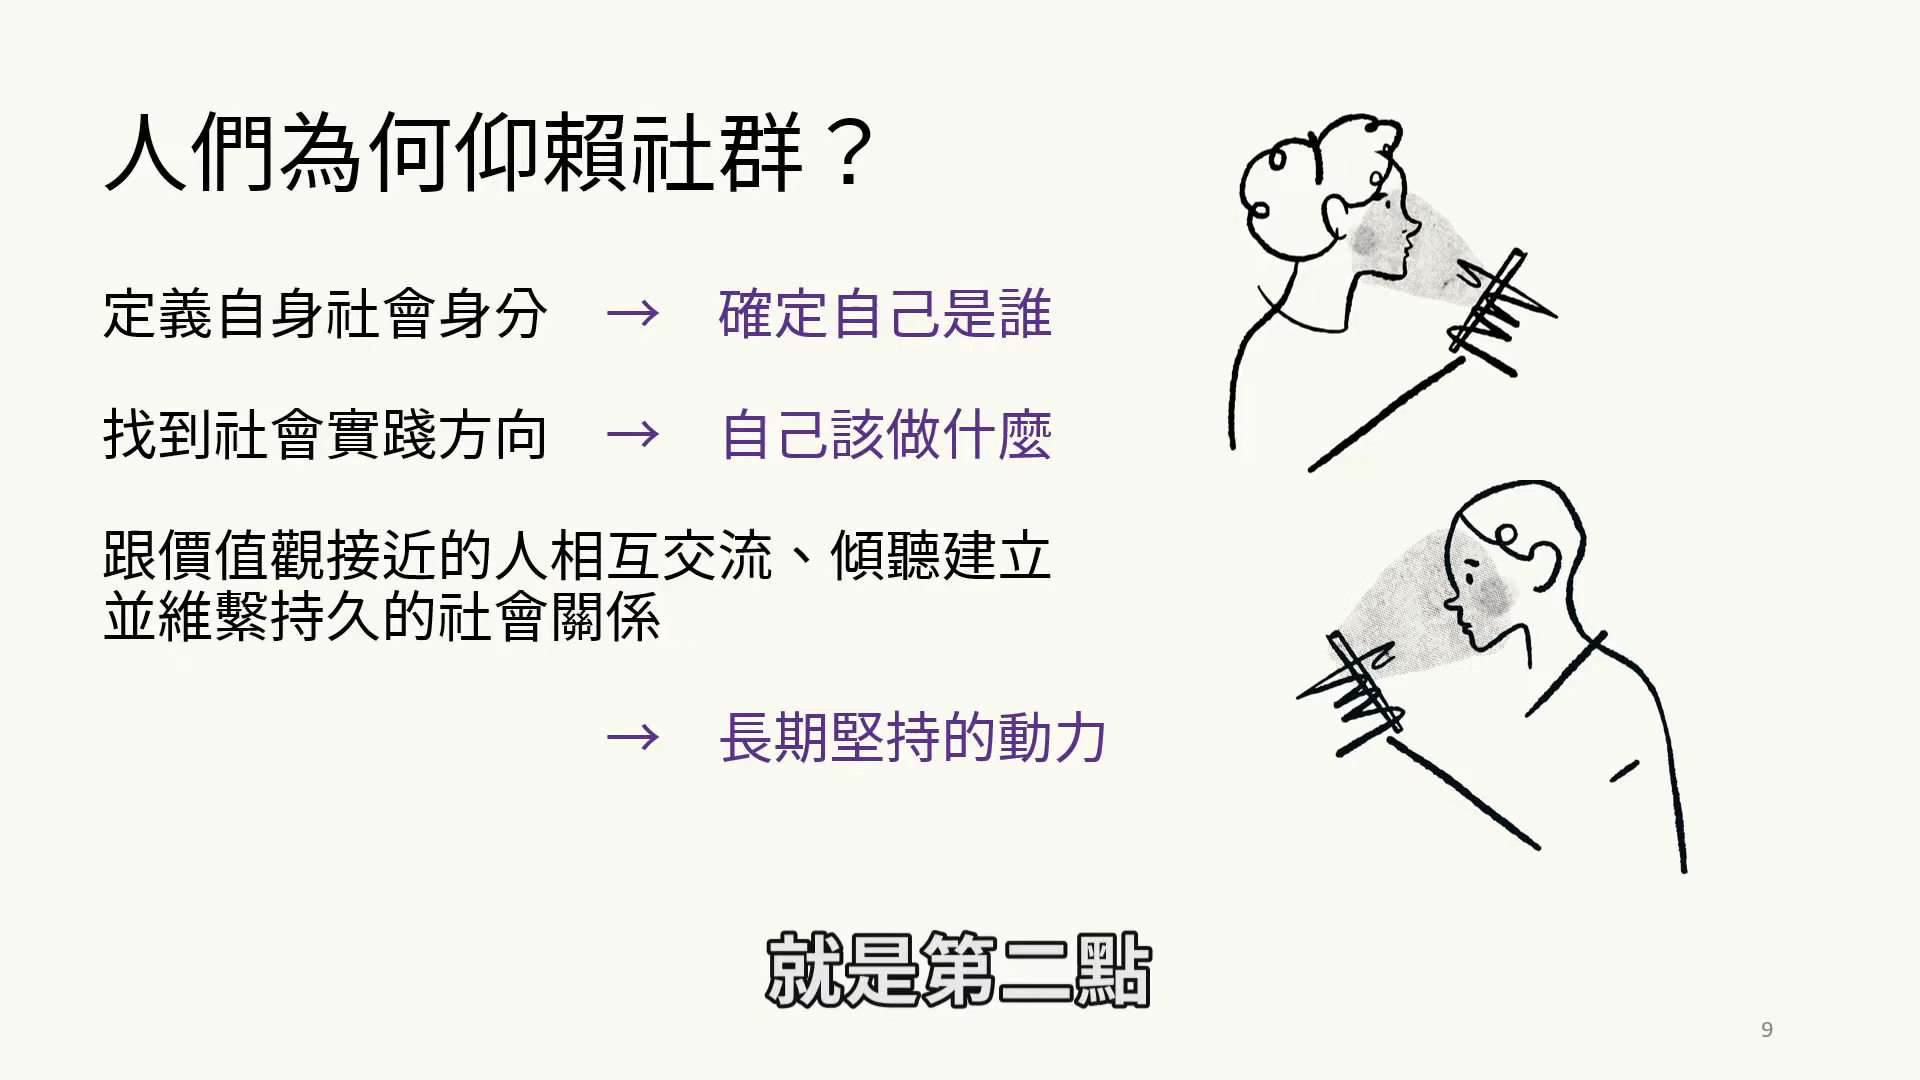 人們為何仰賴社群？
定義自身社會身分 → 確定自己是誰
找到社會實踐方向 → 自己該做什麼
跟價值觀接近的人相互交流、傾聽建立
並維繫持久的社會關係
→ 長期堅持的動力
就是第二點
9